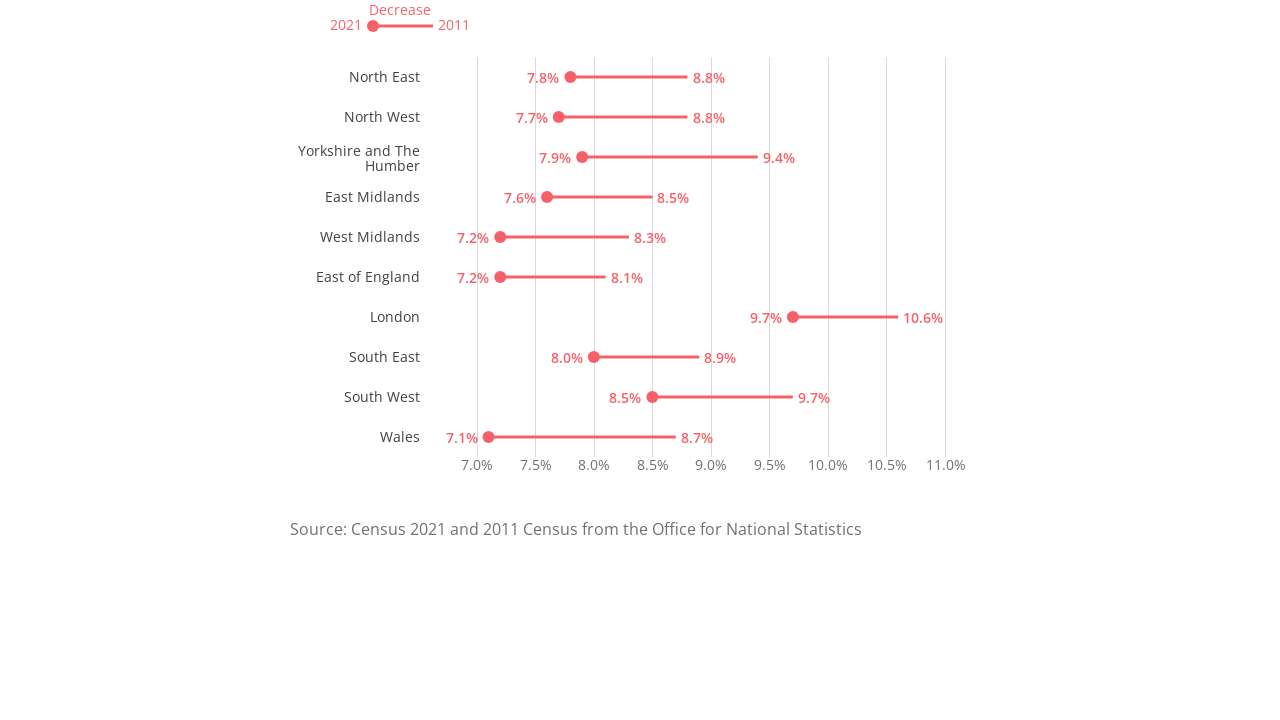 Decrease
2021 2011
North East 7.8% 8.8%
North West 7.7% 8.8%
Yorkshire and The
Humber 7.9% 9.4%
East Midlands 7.6% 8.5%
West Midlands 7.2% 8.3%
East of England 7.2% 8.1%
London 9.7% 10.6%
South East 8.0% 8.9%
South West 8.5% 9.7%
Wales 7.1% 8.7%
7.0% 7.5% 8.0% 8.5% 9.0% 9.5% 10.0% 10.5% 11.0%
Source: Census 2021 and 2011 Census from the Office for National Statistics